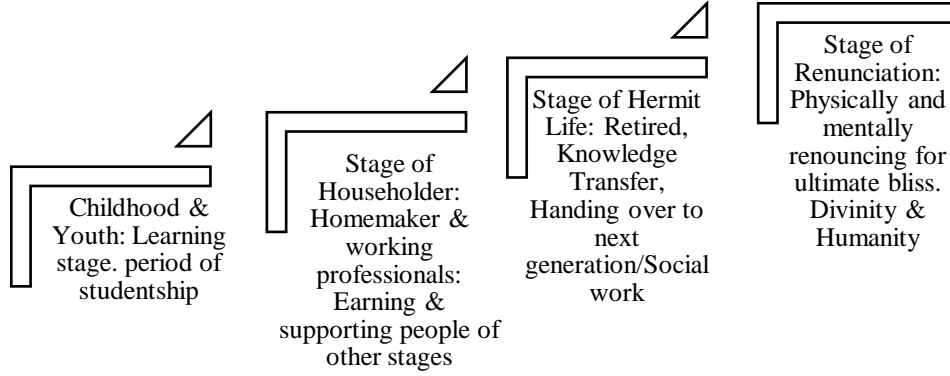 Childhood &
Youth: Learning
stage. period of
studentship
Stage of
Householder:
Homemaker &
working
professionals:
Earning &
supporting people of
other stages
Stage of Hermit
Life: Retired,
Knowledge
Transfer,
Handing over to
next
generation/Social
work
Stage of
Renunciation:
Physically and
mentally
renouncing for
ultimate bliss.
Divinity &
Humanity